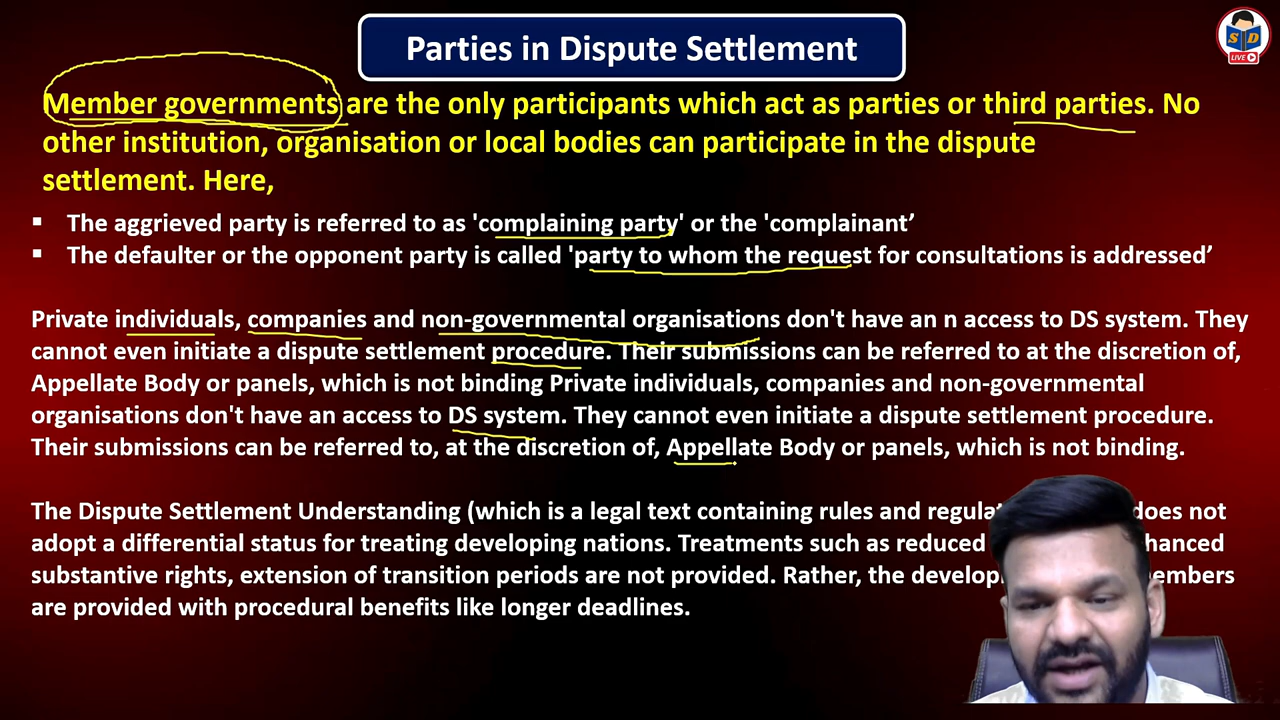 Parties in Dispute Settlement
S D
LIVE
Member governments are the only participants which act as parties or third parties. No
other institution, organisation or local bodies can participate in the dispute
settlement. Here,
▪ The aggrieved party is referred to as 'complaining party' or the 'complainant’
▪ The defaulter or the opponent party is called 'party to whom the request for consultations is addressed’
Private individuals, companies and non-governmental organisations don't have an n access to DS system. They
cannot even initiate a dispute settlement procedure. Their submissions can be referred to at the discretion of,
Appellate Body or panels, which is not binding Private individuals, companies and non-governmental
organisations don't have an access to DS system. They cannot even initiate a dispute settlement procedure.
Their submissions can be referred to, at the discretion of, Appellate Body or panels, which is not binding.
The Dispute Settlement Understanding (which is a legal text containing rules and does not
adopt a differential status for treating developing nations. Treatments such as reduced
substantive rights, extension of transition periods are not provided. Rather, the
are provided with procedural benefits like longer deadlines.